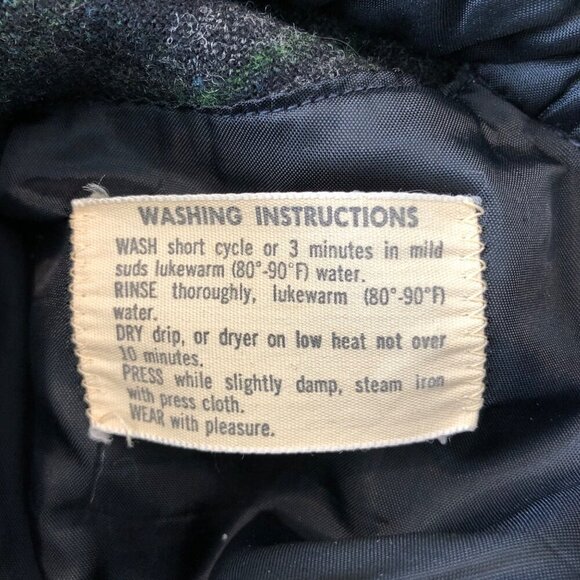 WASHING INSTRUCTIONS
WASH short cycle or 3 minutes in mild
suds lukewarm (80°-90°F) water.
RINSE thoroughly, lukewarm (80°-90°F)
water.
DRY drip, or dryer on low heat not over
10 minutes.
PRESS while slightly damp, steam iron
with press cloth.
WEAR with pleasure.